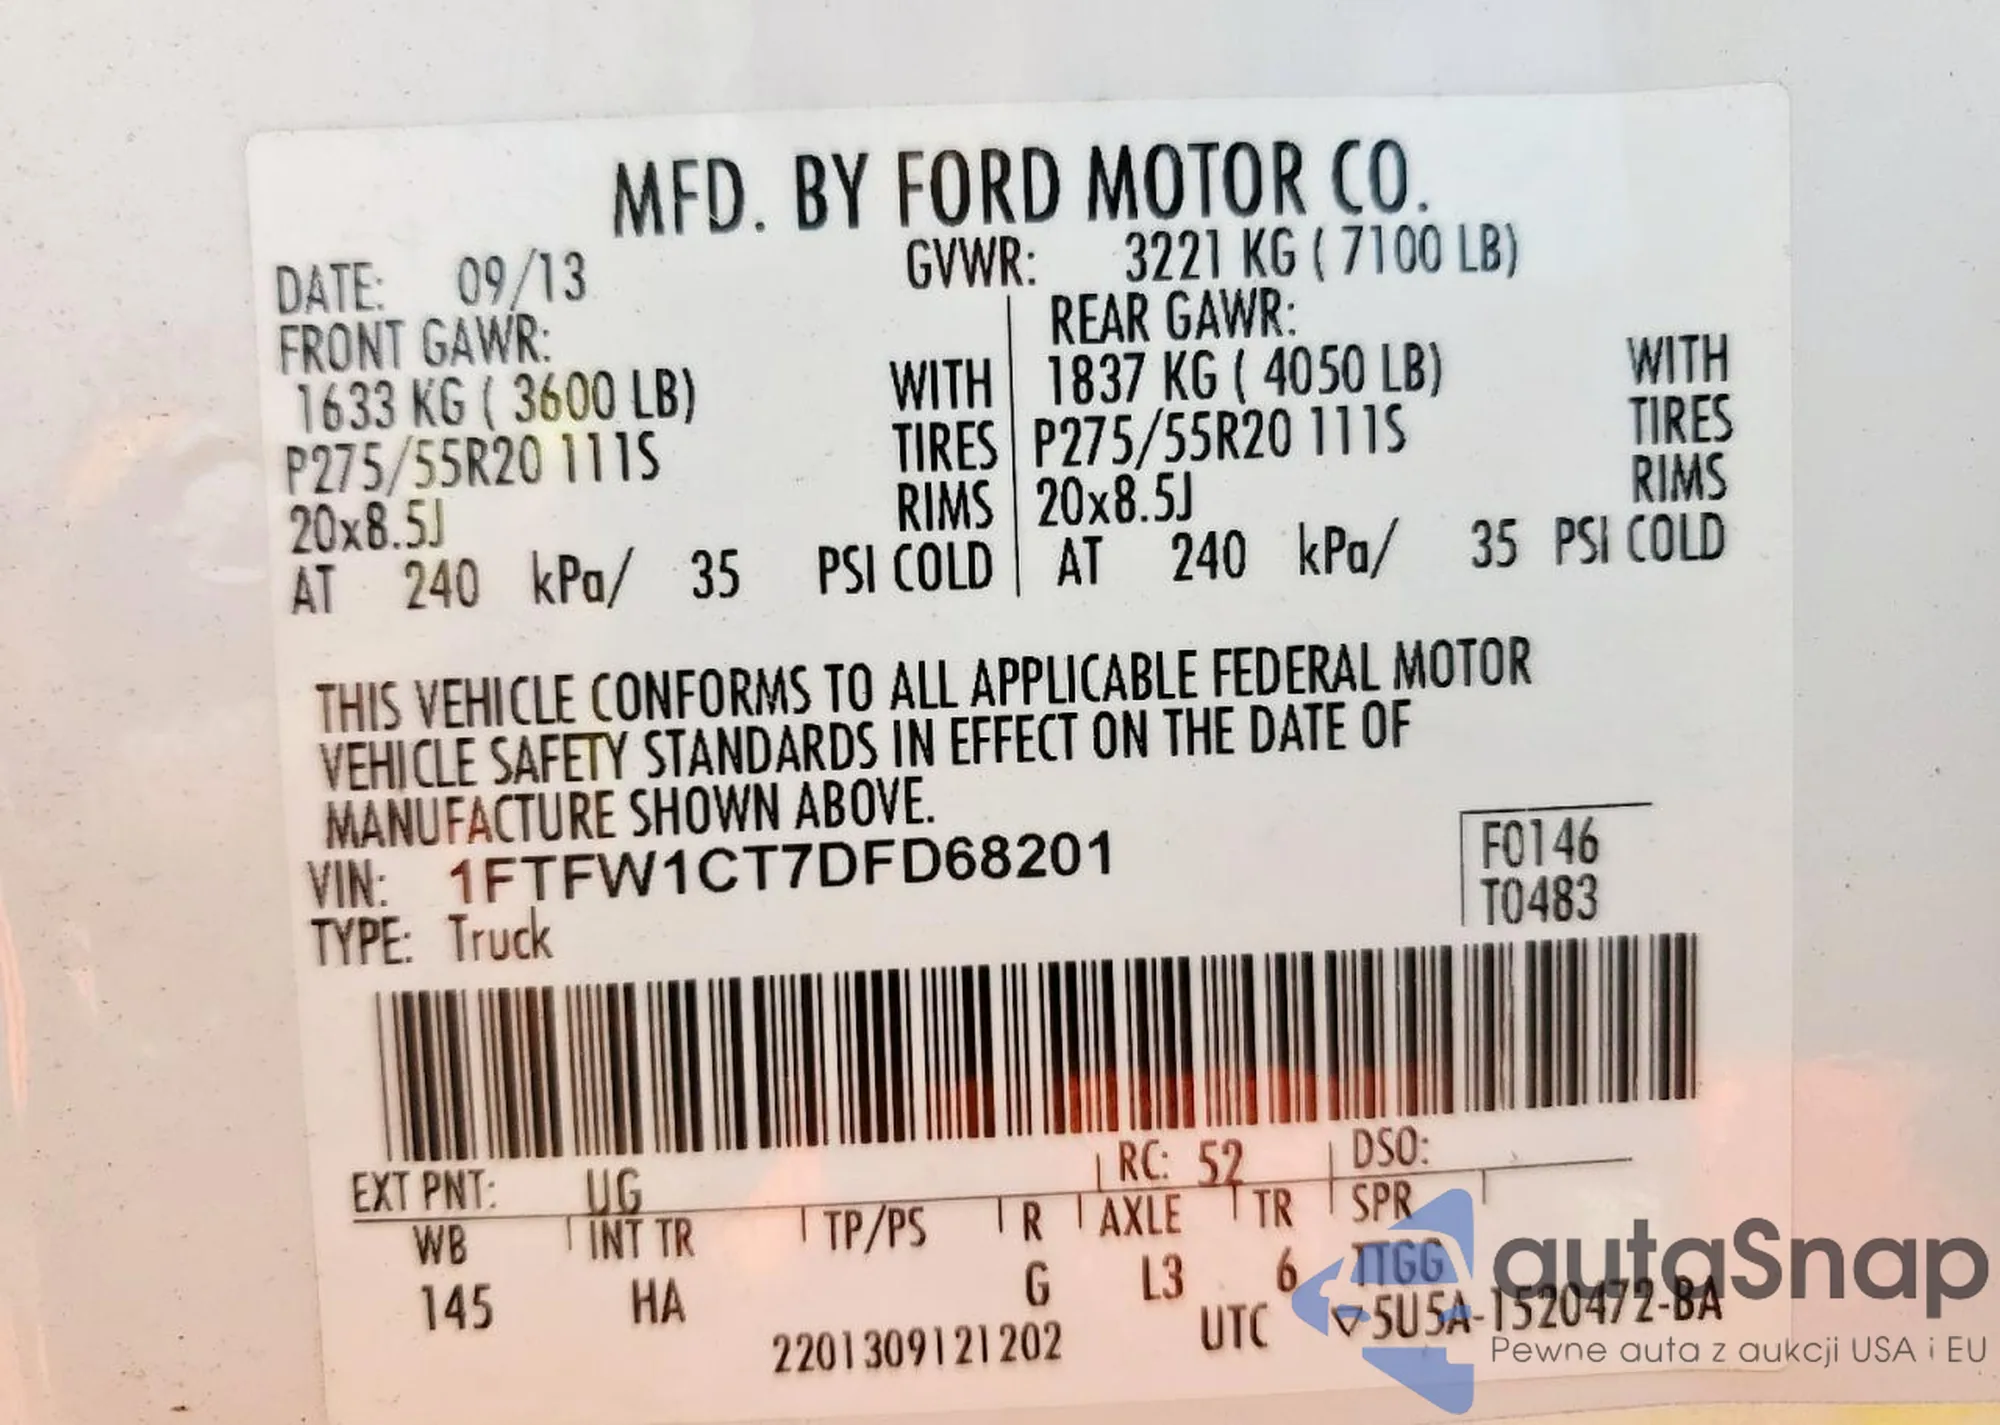 MFD. BY FORD MOTOR CO.
DATE: 09/13 GVWR: 3221 KG ( 7100 LB)
FRONT GAWR: REAR GAWR:
1633 KG ( 3600 LB) WITH 1837 KG ( 4050 LB) WITH
P275/55R20 111S TIRES P275/55R20 111S TIRES
20x8.5J RIMS 20x8.5J RIMS
AT 240 kPa/ 35 PSI COLD AT 240 kPa/ 35 PSI COLD
THIS VEHICLE CONFORMS TO ALL APPLICABLE FEDERAL MOTOR
VEHICLE SAFETY STANDARDS IN EFFECT ON THE DATE OF
MANUFACTURE SHOWN ABOVE.
VIN: 1FTFW1CT7DFD68201
F0146
TYPE: Truck
T0483
EXT PNT: UG RC: 52 DSO:
WB INT TR TP/PS R AXLE TR SPR
145 HA G L3 6 TTGG
2201309121202 UTC ▽5U5A-1520472-BA
autaSnap
Pewne auta z aukcji USA i EU